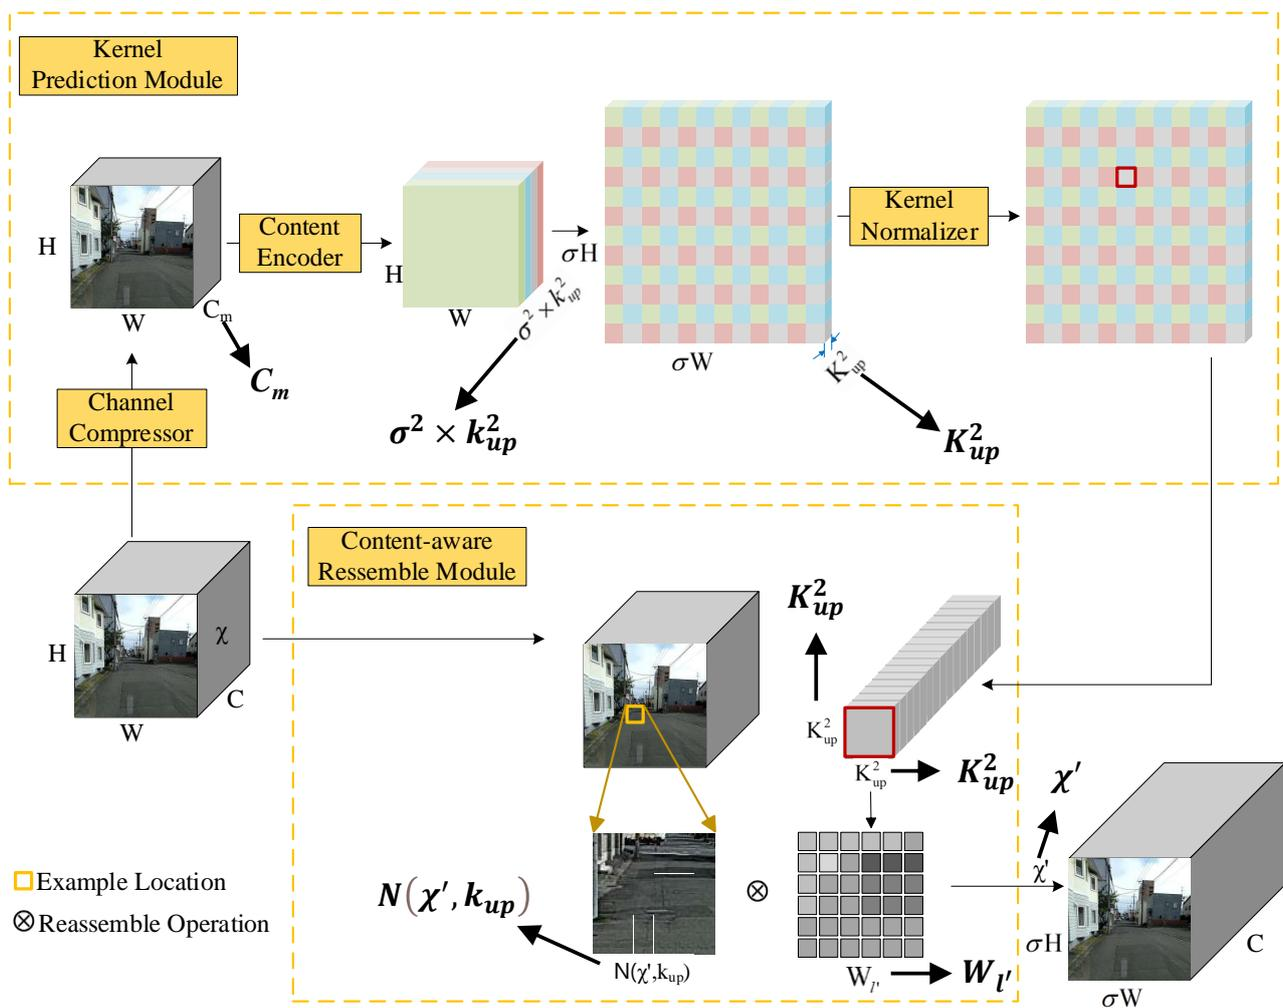 Kernel
Prediction Module
H
W
C_m
C_m
Content
Encoder
H
W
σ² × k²_up
σ² × k²_up
σH
σW
K²_up
K²_up
Kernel
Normalizer
Channel
Compressor
H
W
C
χ
Content-aware
Ressemble Module
K²_up
K²_up
K²_up
K²_up
χ′
χ'
N(χ′, k_up)
N(χ',k_up)
⊗
W_l'
W_l′
σH
σW
C
Example Location
⊗ Reassemble Operation